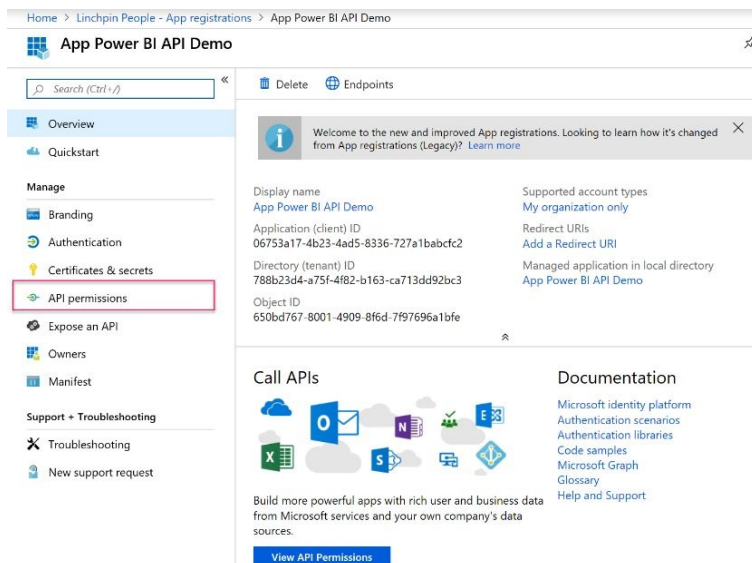 Home > Linchpin People - App registrations > App Power BI API Demo
App Power BI API Demo
Search (Ctrl+/)
«
Overview
Quickstart
Manage
Branding
Authentication
Certificates & secrets
API permissions
Expose an API
Owners
Manifest
Support + Troubleshooting
Troubleshooting
New support request
Delete
Endpoints
Welcome to the new and improved App registrations. Looking to learn how it's changed
from App registrations (Legacy)? Learn more
Display name
App Power BI API Demo
Application (client) ID
06753a17-4b23-4ad5-8336-727a1babcfc2
Directory (tenant) ID
788b23d4-a75f-4f82-b163-ca713dd92bc3
Object ID
650bd767-8001-4909-8f6d-7f97696a1bfe
Supported account types
My organization only
Redirect URIs
Add a Redirect URI
Managed application in local directory
App Power BI API Demo
Call APIs
Build more powerful apps with rich user and business data
from Microsoft services and your own company's data
sources.
View API Permissions
Documentation
Microsoft identity platform
Authentication scenarios
Authentication libraries
Code samples
Microsoft Graph
Glossary
Help and Support